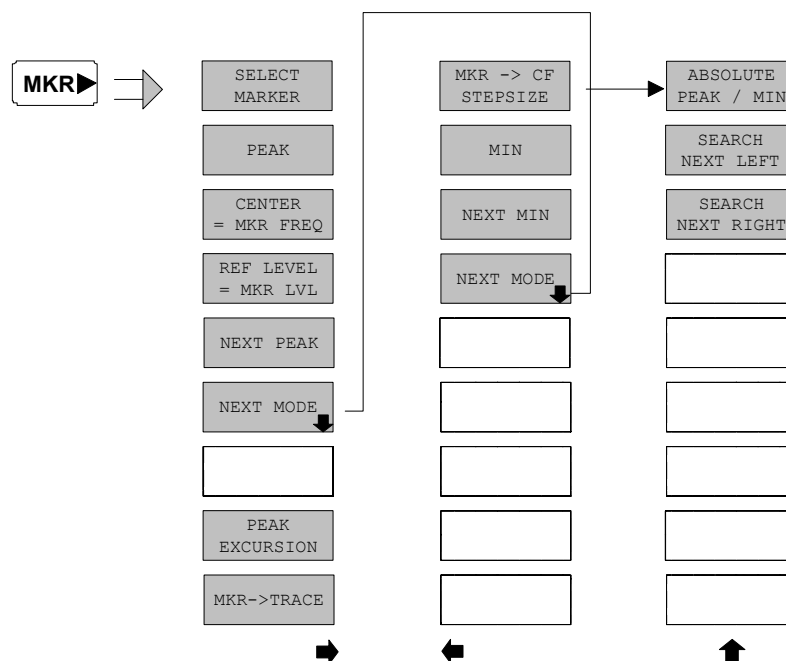 MKR
SELECT
MARKER
PEAK
CENTER
= MKR FREQ
REF LEVEL
= MKR LVL
NEXT PEAK
NEXT MODE
PEAK
EXCURSION
MKR->TRACE
MKR -> CF
STEPSIZE
MIN
NEXT MIN
NEXT MODE
ABSOLUTE
PEAK / MIN
SEARCH
NEXT LEFT
SEARCH
NEXT RIGHT